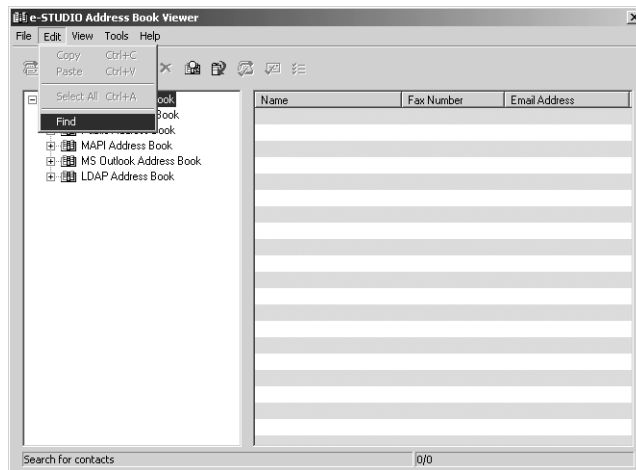 e-STUDIO Address Book Viewer
File Edit View Tools Help
Copy Ctrl+C
Paste Ctrl+V
Select All Ctrl+A
Find
ook
Book
ook
MAPI Address Book
MS Outlook Address Book
LDAP Address Book
Name Fax Number Email Address
Search for contacts 0/0